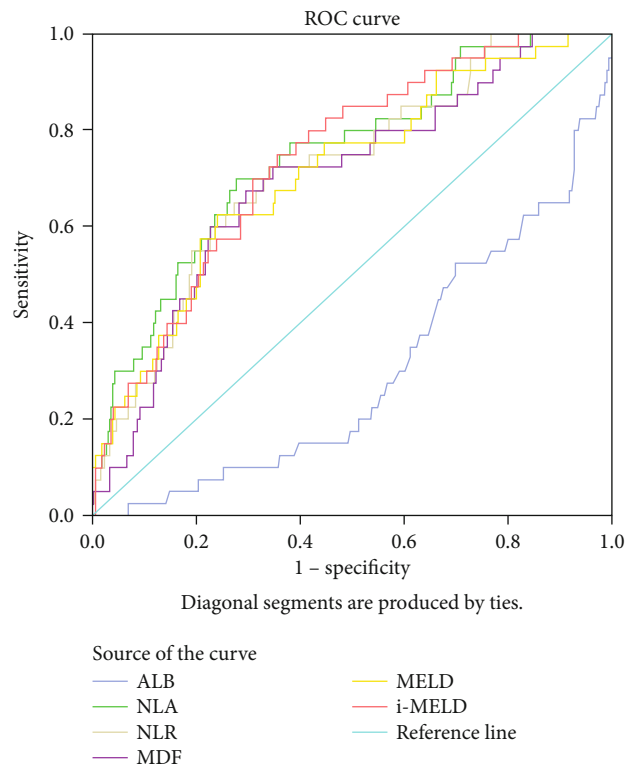 ROC curve
1.0
0.8
0.6
0.4
0.2
0.0
Sensitivity
0.0 0.2 0.4 0.6 0.8 1.0
1 – specificity
Diagonal segments are produced by ties.
Source of the curve
ALB
NLA
NLR
MDF
MELD
i-MELD
Reference line